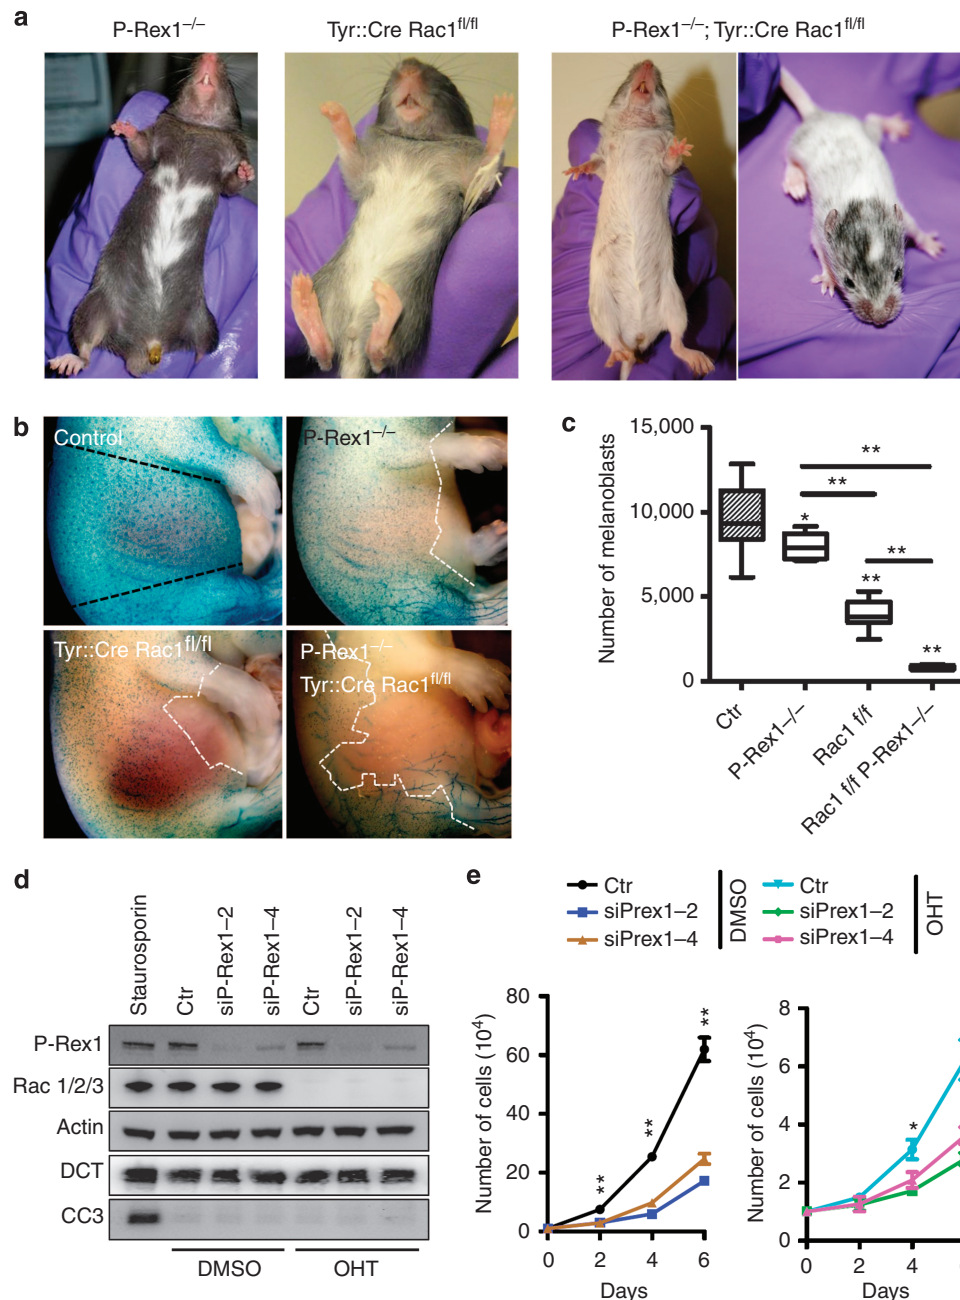 a
P-Rex1–/–
Tyr::Cre Rac1fl/fl
P-Rex1–/–; Tyr::Cre Rac1fl/fl
b
Control
P-Rex1–/–
Tyr::Cre Rac1fl/fl
P-Rex1–/–
Tyr::Cre Rac1fl/fl
c
Number of melanoblasts
15,000
10,000
5,000
0
**
**
*
**
**
**
Ctr
P-Rex1–/–
Rac1 f/f
Rac1 f/f P-Rex1–/–
d
Staurosporin
Ctr
siP-Rex1–2
siP-Rex1–4
Ctr
siP-Rex1–2
siP-Rex1–4
P-Rex1
Rac 1/2/3
Actin
DCT
CC3
DMSO
OHT
e
Ctr
siPrex1–2
siPrex1–4
DMSO
Ctr
siPrex1–2
siPrex1–4
OHT
Number of cells (10⁴)
80
60
40
20
0
**
**
**
0 2 4 6
Days
Number of cells (10⁴)
8
6
4
2
0
*
0 2 4
Days